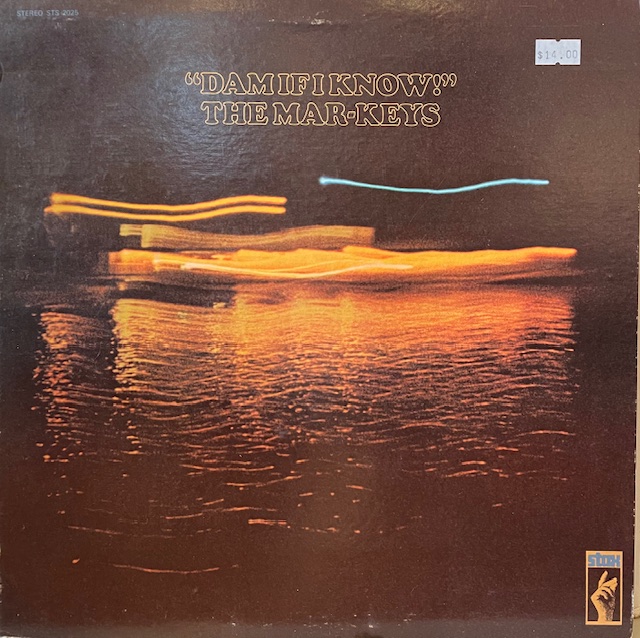 STEREO STS-2025
$14.00
“DAM IF I KNOW!”
THE MAR-KEYS
stax